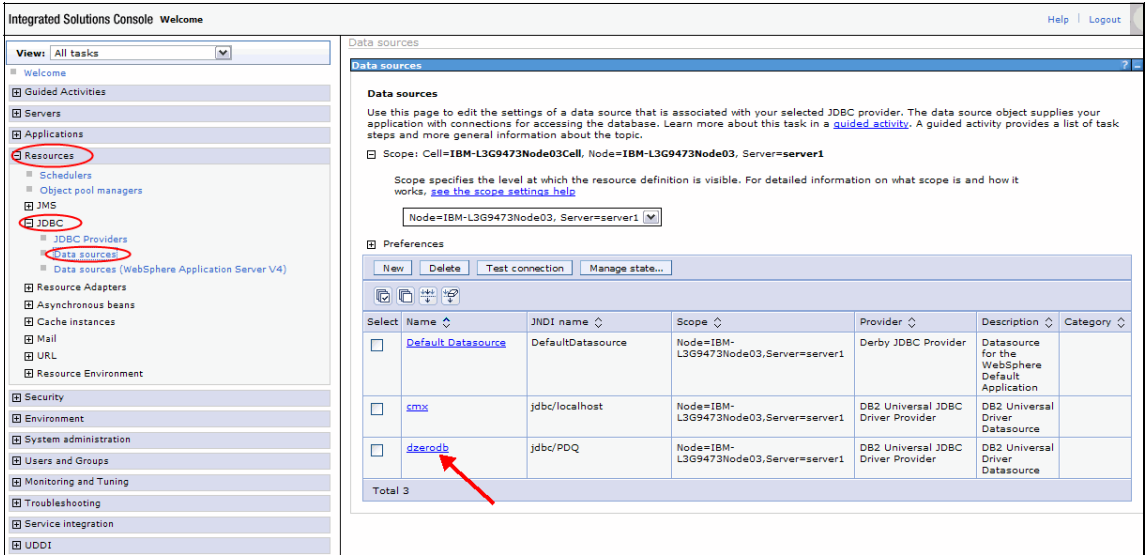 Integrated Solutions Console Welcome
Help | Logout
View: All tasks
Welcome
Guided Activities
Servers
Applications
Resources
Schedulers
Object pool managers
JMS
JDBC
JDBC Providers
Data sources
Data sources (WebSphere Application Server V4)
Resource Adapters
Asynchronous beans
Cache instances
Mail
URL
Resource Environment
Security
Environment
System administration
Users and Groups
Monitoring and Tuning
Troubleshooting
Service integration
UDDI
Data sources
Data sources ? -
Data sources
Use this page to edit the settings of a data source that is associated with your selected JDBC provider. The data source object supplies your
application with connections for accessing the database. Learn more about this task in a guided activity. A guided activity provides a list of task
steps and more general information about the topic.
Scope: Cell=IBM-L3G9473Node03Cell, Node=IBM-L3G9473Node03, Server=server1
Scope specifies the level at which the resource definition is visible. For detailed information on what scope is and how it
works, see the scope settings help
Node=IBM-L3G9473Node03, Server=server1
Preferences
New Delete Test connection Manage state...
Select Name JNDI name Scope Provider Description Category
Default Datasource DefaultDatasource Node=IBM- Derby JDBC Provider Datasource
L3G9473Node03,Server=server1 for the
WebSphere
Default
Application
cmx jdbc/localhost Node=IBM- DB2 Universal JDBC DB2 Universal
L3G9473Node03,Server=server1 Driver Provider Driver
Datasource
dzerodb jdbc/PDQ Node=IBM- DB2 Universal JDBC DB2 Universal
L3G9473Node03,Server=server1 Driver Provider Driver
Datasource
Total 3